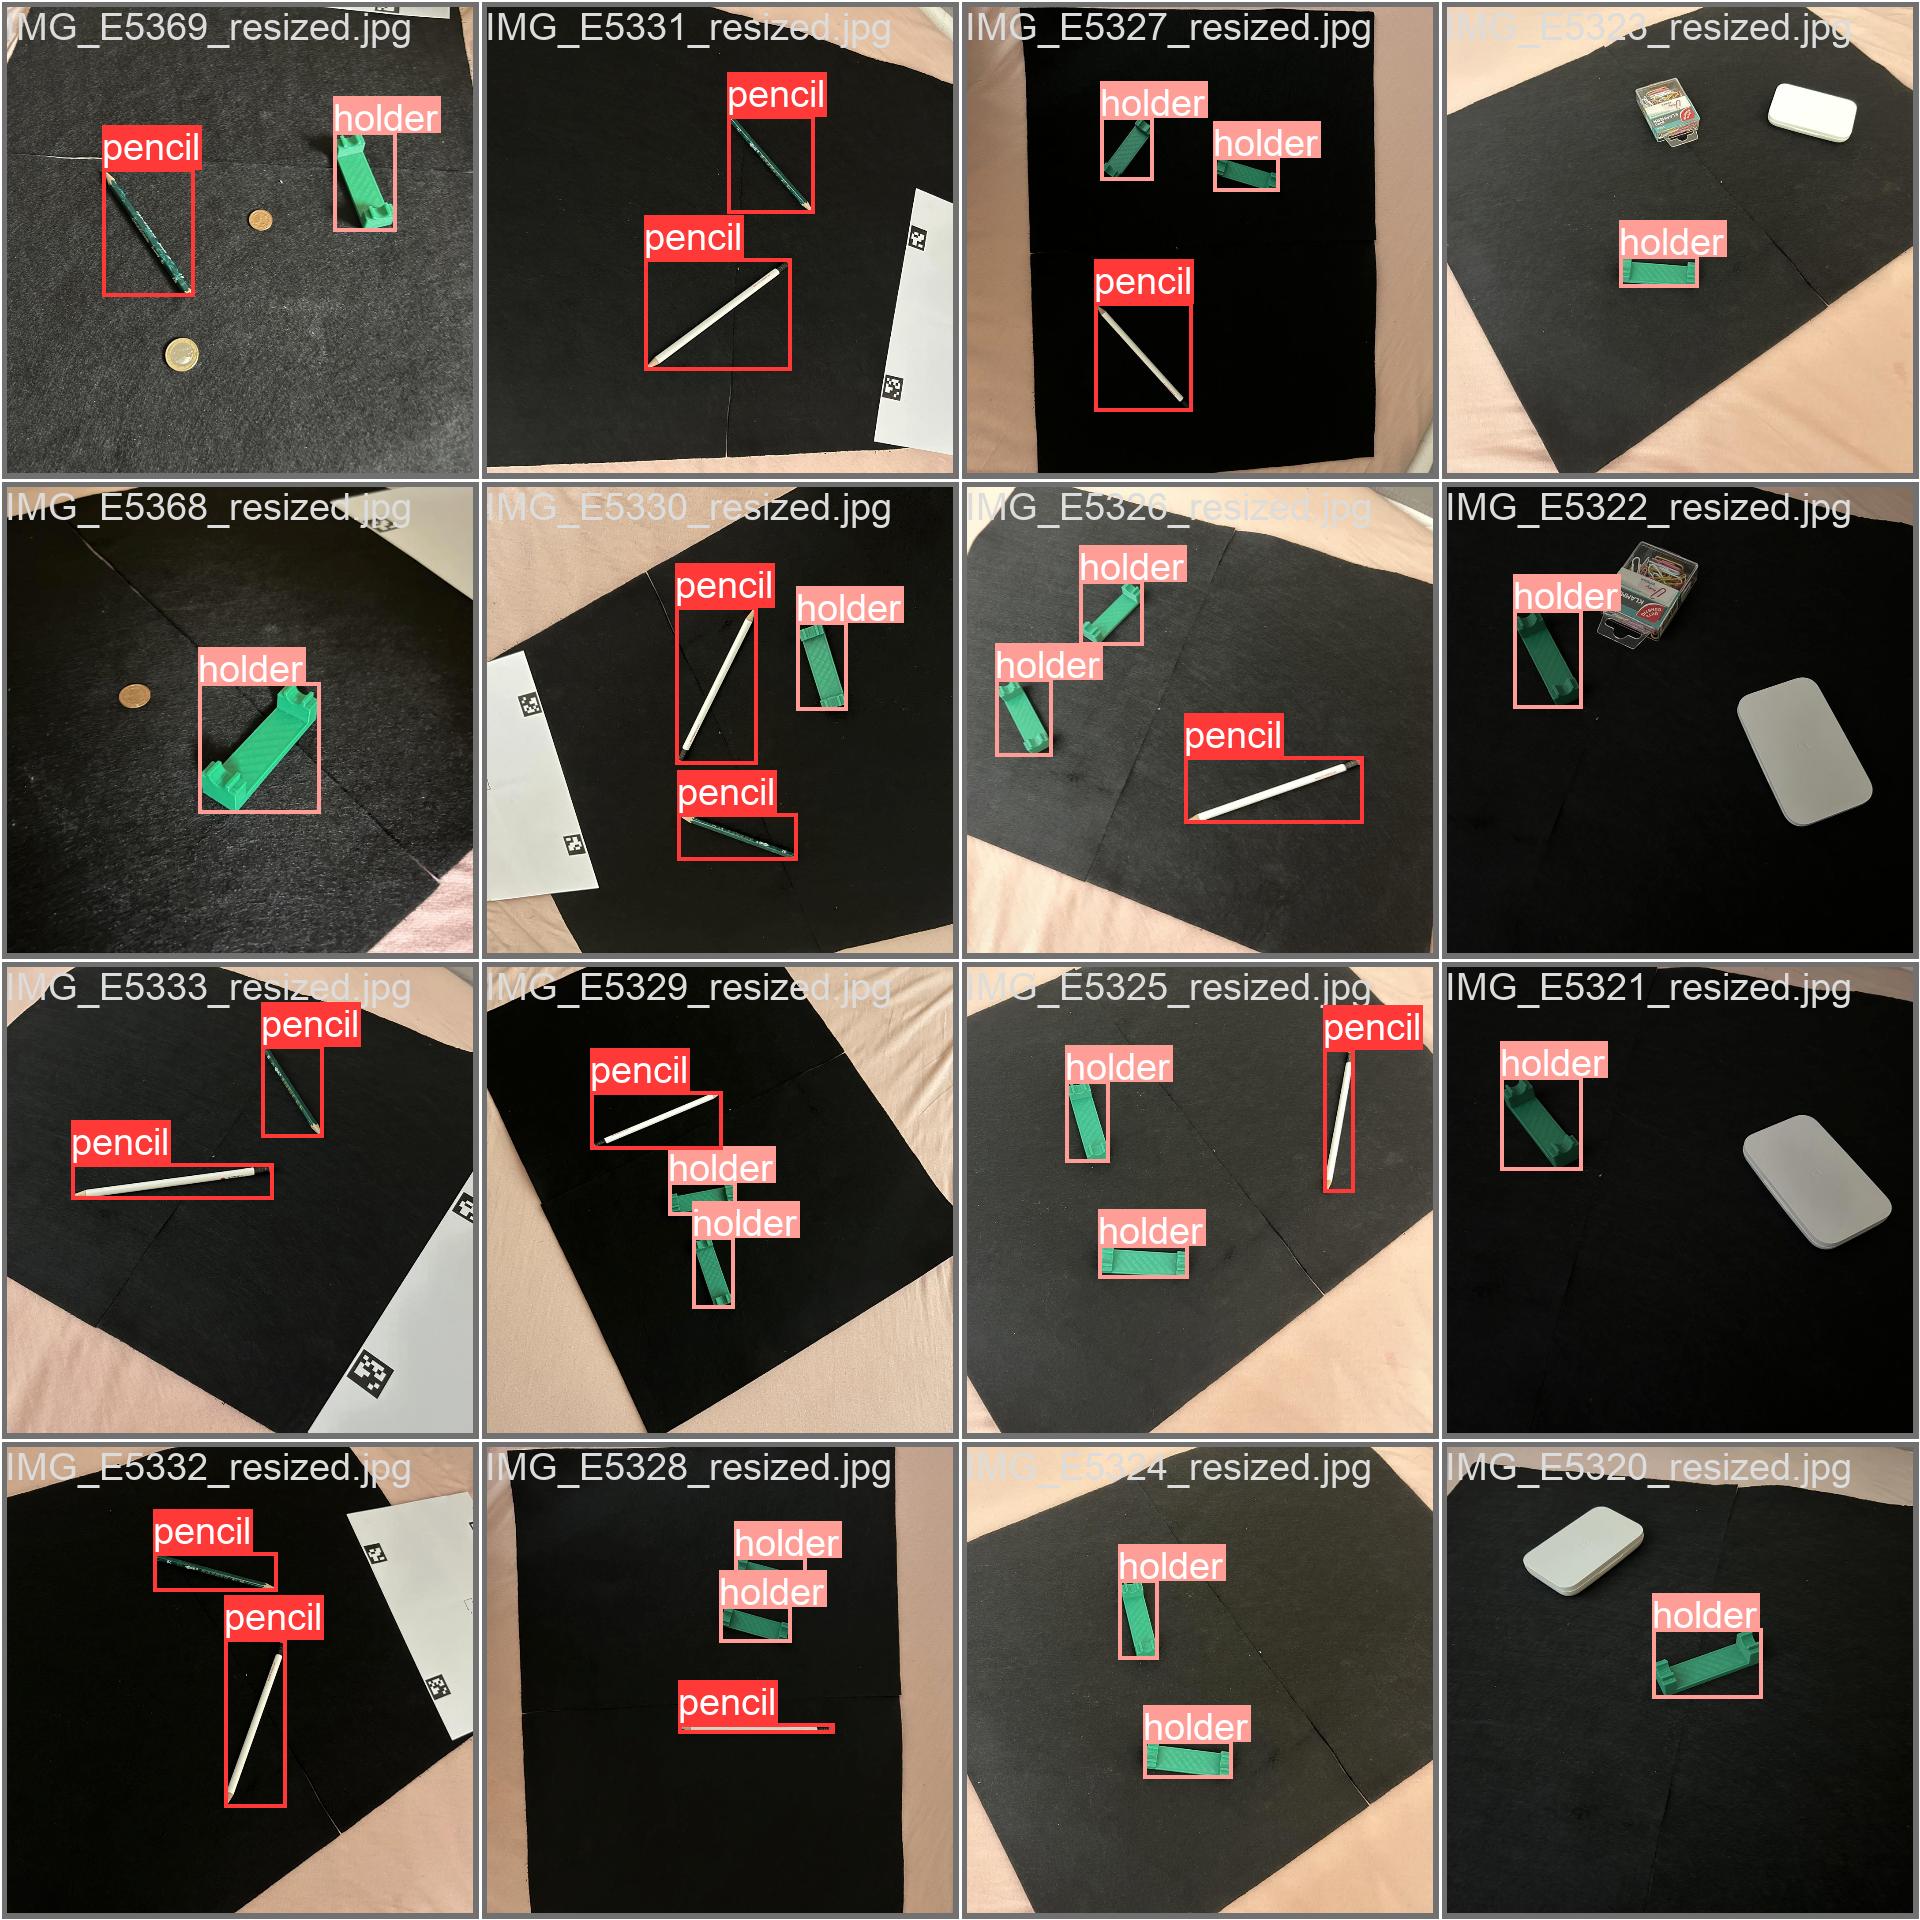 IMG_E5369_resized.jpg
pencil
holder
IMG_E5331_resized.jpg
pencil
pencil
IMG_E5327_resized.jpg
holder
holder
pencil
IMG_E5323_resized.jpg
holder
IMG_E5368_resized.jpg
holder
IMG_E5330_resized.jpg
pencil
holder
pencil
IMG_E5326_resized.jpg
holder
holder
pencil
IMG_E5322_resized.jpg
holder
IMG_E5333_resized.jpg
pencil
pencil
IMG_E5329_resized.jpg
pencil
holder
holder
IMG_E5325_resized.jpg
pencil
holder
holder
IMG_E5321_resized.jpg
holder
IMG_E5332_resized.jpg
pencil
pencil
IMG_E5328_resized.jpg
holder
holder
pencil
IMG_E5324_resized.jpg
holder
holder
IMG_E5320_resized.jpg
holder